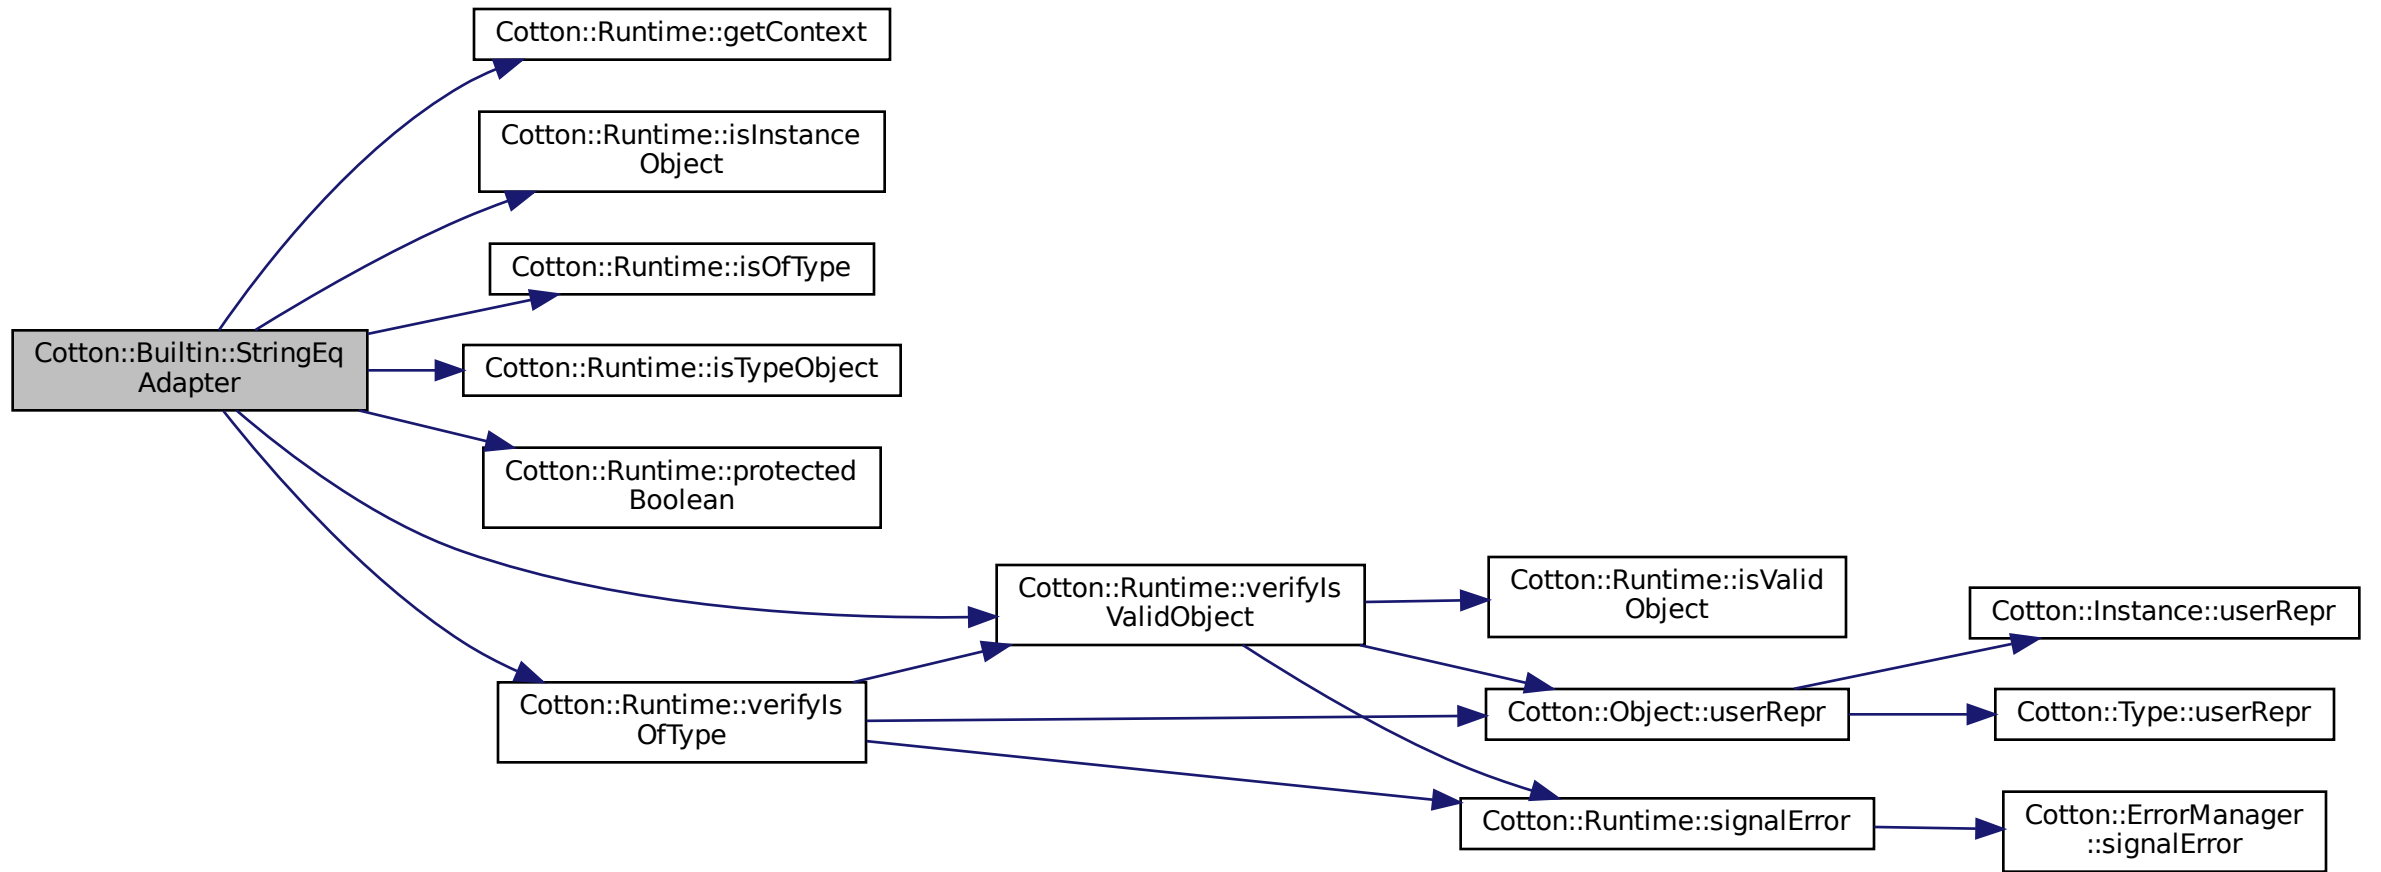 Cotton::Runtime::getContext
Cotton::Runtime::isInstance
Object
Cotton::Runtime::isOfType
Cotton::Builtin::StringEq
Adapter
Cotton::Runtime::isTypeObject
Cotton::Runtime::protected
Boolean
Cotton::Runtime::verifyIs
ValidObject
Cotton::Runtime::isValid
Object
Cotton::Instance::userRepr
Cotton::Runtime::verifyIs
OfType
Cotton::Object::userRepr
Cotton::Type::userRepr
Cotton::Runtime::signalError
Cotton::ErrorManager
::signalError